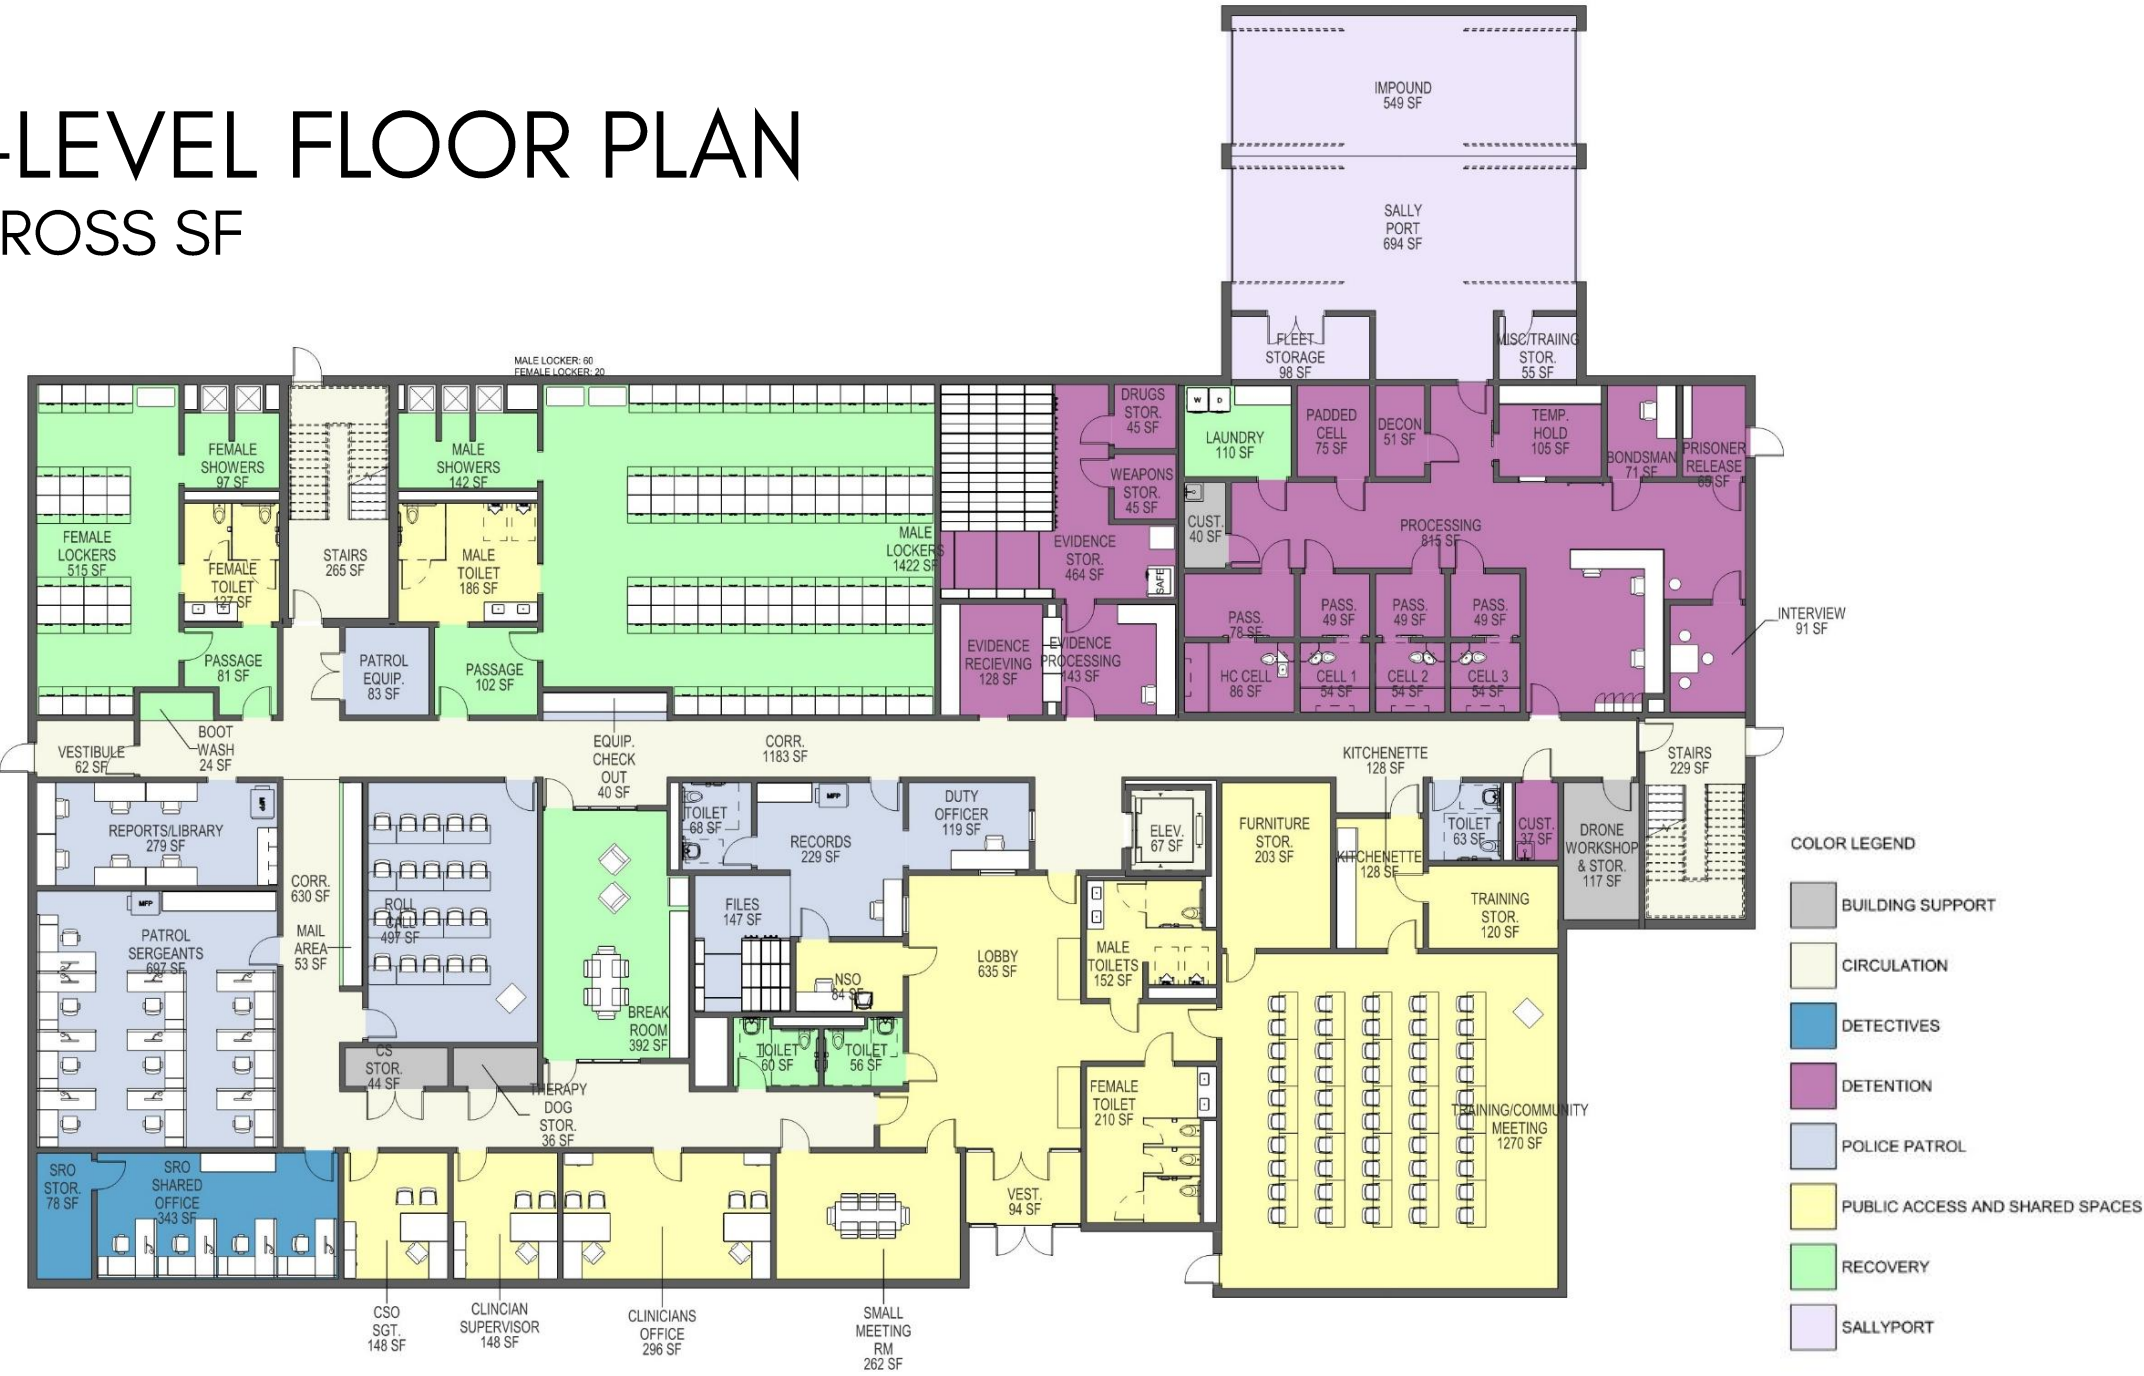 -LEVEL FLOOR PLAN
ROSS SF
IMPOUND
549 SF
SALLY
PORT
694 SF
FLEET
STORAGE
98 SF
MISC/TRAIING
STOR.
55 SF
MALE LOCKER: 60
FEMALE LOCKER: 20
FEMALE
LOCKERS
515 SF
FEMALE
SHOWERS
97 SF
FEMALE
TOILET
127 SF
STAIRS
265 SF
MALE
SHOWERS
142 SF
MALE
TOILET
186 SF
MALE
LOCKERS
1422 SF
PASSAGE
81 SF
PATROL
EQUIP.
83 SF
PASSAGE
102 SF
DRUGS
STOR.
45 SF
WEAPONS
STOR.
45 SF
EVIDENCE
STOR.
464 SF
SAFE
EVIDENCE
RECIEVING
128 SF
EVIDENCE
PROCESSING
143 SF
W
D
LAUNDRY
110 SF
PADDED
CELL
75 SF
DECON
51 SF
TEMP.
HOLD
105 SF
BONDSMAN
71 SF
PRISONER
RELEASE
65 SF
CUST.
40 SF
PROCESSING
815 SF
PASS.
78 SF
PASS.
49 SF
PASS.
49 SF
PASS.
49 SF
HC CELL
86 SF
CELL 1
54 SF
CELL 2
54 SF
CELL 3
54 SF
INTERVIEW
91 SF
VESTIBULE
62 SF
BOOT
WASH
24 SF
EQUIP.
CHECK
OUT
40 SF
CORR.
1183 SF
KITCHENETTE
128 SF
STAIRS
229 SF
REPORTS/LIBRARY
279 SF
MFP
CORR.
630 SF
MAIL
AREA
53 SF
ROLL
CALL
497 SF
TOILET
68 SF
MFP
RECORDS
229 SF
DUTY
OFFICER
119 SF
ELEV.
67 SF
FURNITURE
STOR.
203 SF
KITCHENETTE
128 SF
TOILET
63 SF
CUST.
37 SF
DRONE
WORKSHOP
& STOR.
117 SF
TRAINING
STOR.
120 SF
MFP
PATROL
SERGEANTS
697 SF
FILES
147 SF
NSO
84 SF
LOBBY
635 SF
MALE
TOILETS
152 SF
BREAK
ROOM
392 SF
TOILET
60 SF
TOILET
56 SF
CS
STOR.
44 SF
THERAPY
DOG
STOR.
36 SF
FEMALE
TOILET
210 SF
TRAINING/COMMUNITY
MEETING
1270 SF
SRO
STOR.
78 SF
SRO
SHARED
OFFICE
343 SF
VEST.
94 SF
CSO
SGT.
148 SF
CLINCIAN
SUPERVISOR
148 SF
CLINICIANS
OFFICE
296 SF
SMALL
MEETING
RM
262 SF
COLOR LEGEND
BUILDING SUPPORT
CIRCULATION
DETECTIVES
DETENTION
POLICE PATROL
PUBLIC ACCESS AND SHARED SPACES
RECOVERY
SALLYPORT